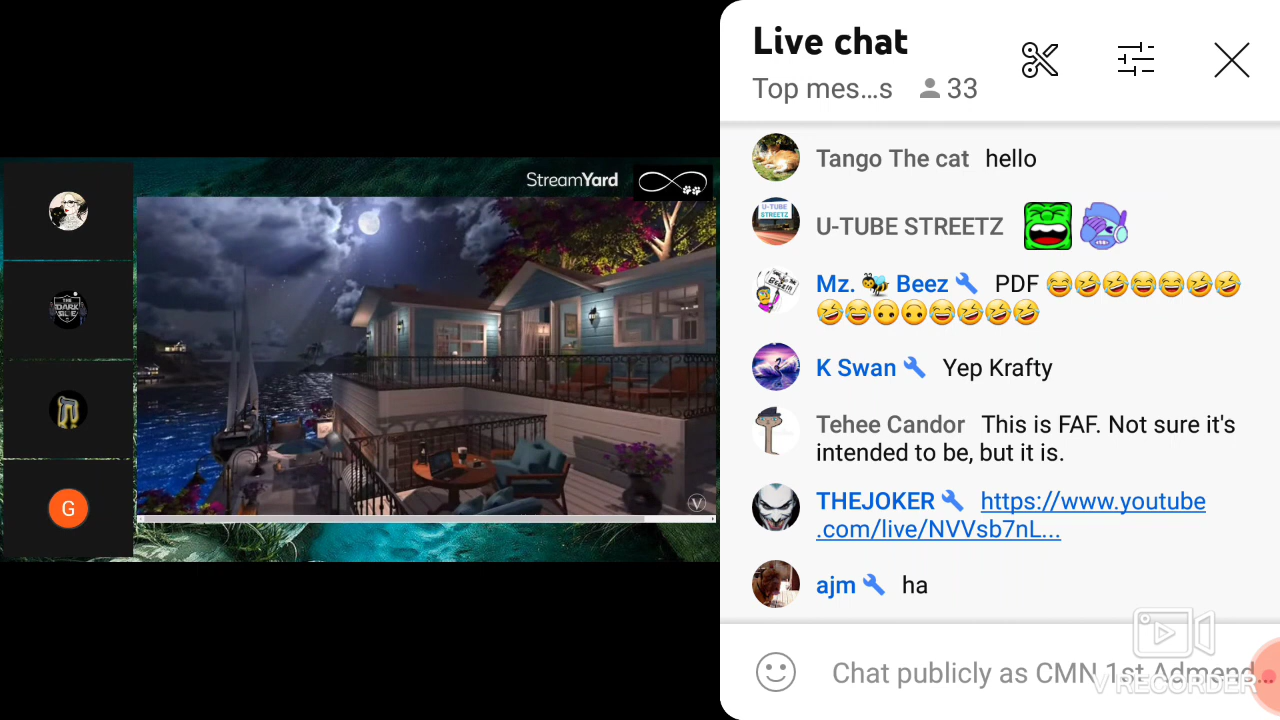 Live chat
Top mes...s 33
StreamYard
Tango The cat hello
U-TUBE STREETZ
Mz. 🐝 Beez PDF 😂🤣🤣😂😂🤣🤣
🤣😂🙃🙃😂🤣🤣🤣
K Swan Yep Krafty
Tehee Candor This is FAF. Not sure it's
intended to be, but it is.
THEJOKER https://www.youtube
.com/live/NVVsb7nL...
ajm ha
G
V
Chat publicly as CMN 1st Admend...
V RECORDER